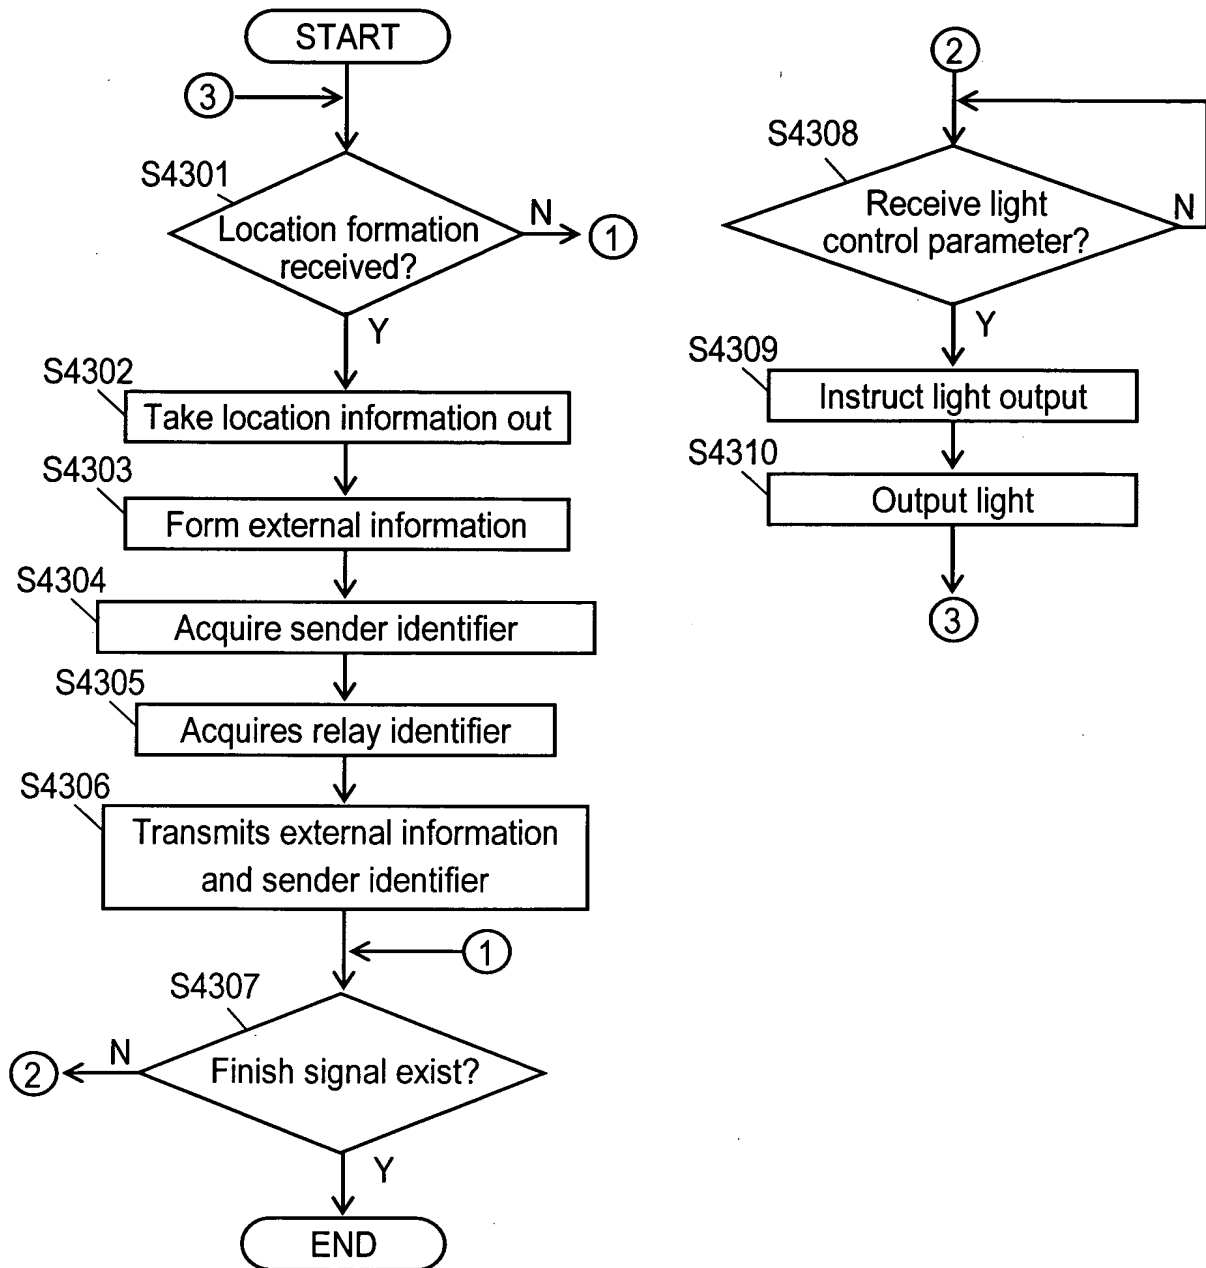 START
3
S4301
Location formation
received?
N
1
Y
S4302
Take location information out
S4303
Form external information
S4304
Acquire sender identifier
S4305
Acquires relay identifier
S4306
Transmits external information
and sender identifier
1
S4307
Finish signal exist?
N
2
Y
END
2
S4308
Receive light
control parameter?
N
Y
S4309
Instruct light output
S4310
Output light
3